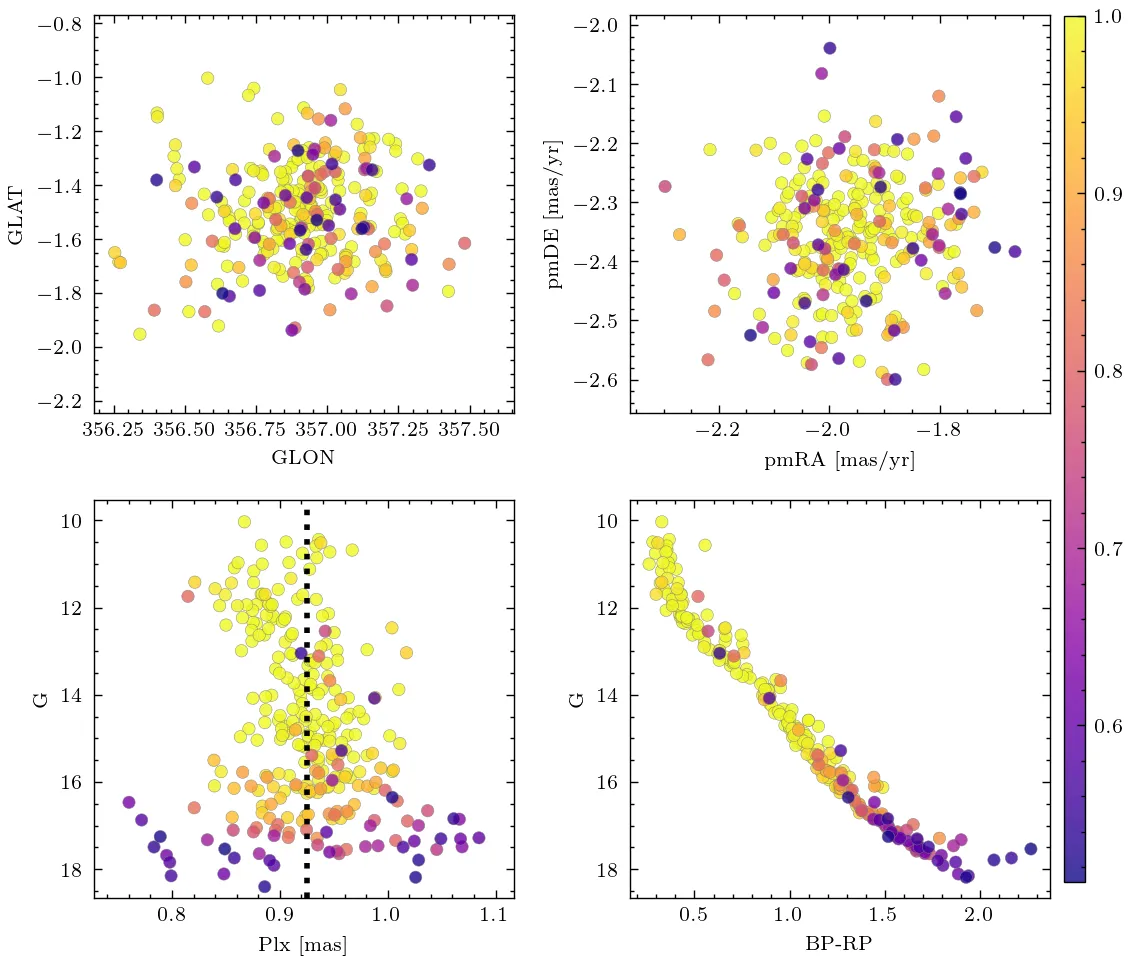 −0.8
−1.0
−1.2
−1.4
−1.6
−1.8
−2.0
−2.2
GLAT
356.25 356.50 356.75 357.00 357.25 357.50
GLON
−2.0
−2.1
−2.2
−2.3
−2.4
−2.5
−2.6
pmDE [mas/yr]
−2.2 −2.0 −1.8
pmRA [mas/yr]
10
12
14
16
18
G
0.8 0.9 1.0 1.1
Plx [mas]
10
12
14
16
18
G
0.5 1.0 1.5 2.0
BP-RP
1.0
0.9
0.8
0.7
0.6